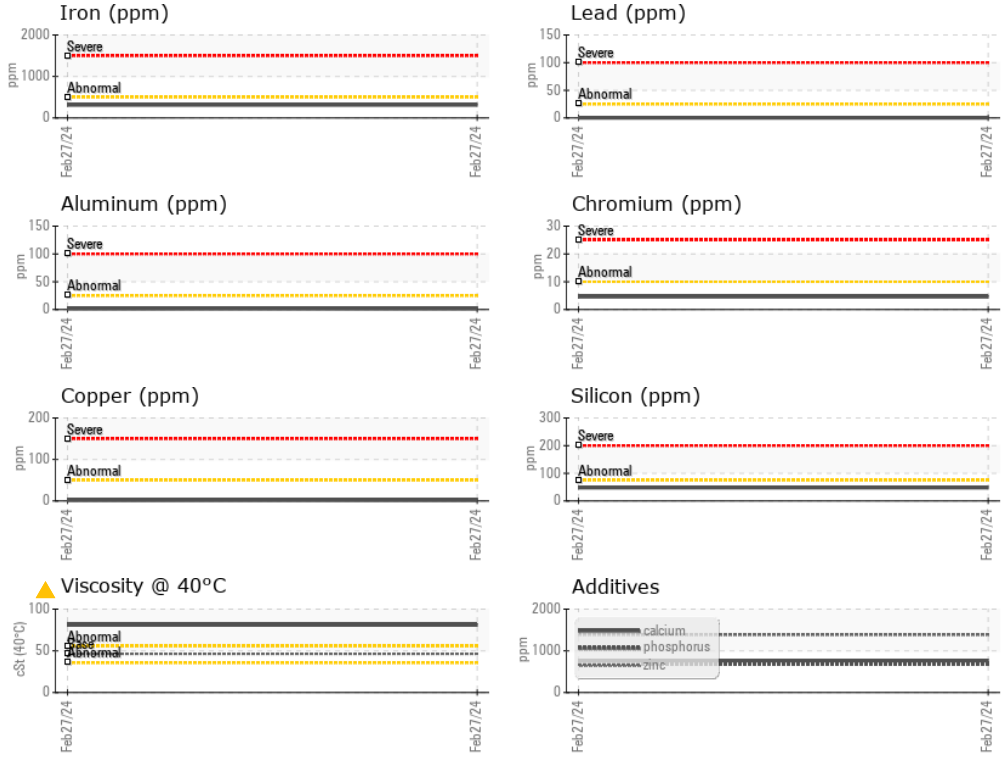 Iron (ppm)
2000
1000
0
ppm
Severe
Abnormal
Feb27/24
Feb27/24
Lead (ppm)
150
100
50
0
ppm
Severe
Abnormal
Feb27/24
Feb27/24
Aluminum (ppm)
150
100
50
0
ppm
Severe
Abnormal
Feb27/24
Feb27/24
Chromium (ppm)
30
20
10
0
ppm
Severe
Abnormal
Feb27/24
Feb27/24
Copper (ppm)
200
100
0
ppm
Severe
Abnormal
Feb27/24
Feb27/24
Silicon (ppm)
300
200
100
0
ppm
Severe
Abnormal
Feb27/24
Feb27/24
Viscosity @ 40°C
100
50
0
cSt (40°C)
Abnormal
Base
Abnormal
Feb27/24
Feb27/24
Additives
2000
1000
0
ppm
calcium
phosphorus
zinc
Feb27/24
Feb27/24